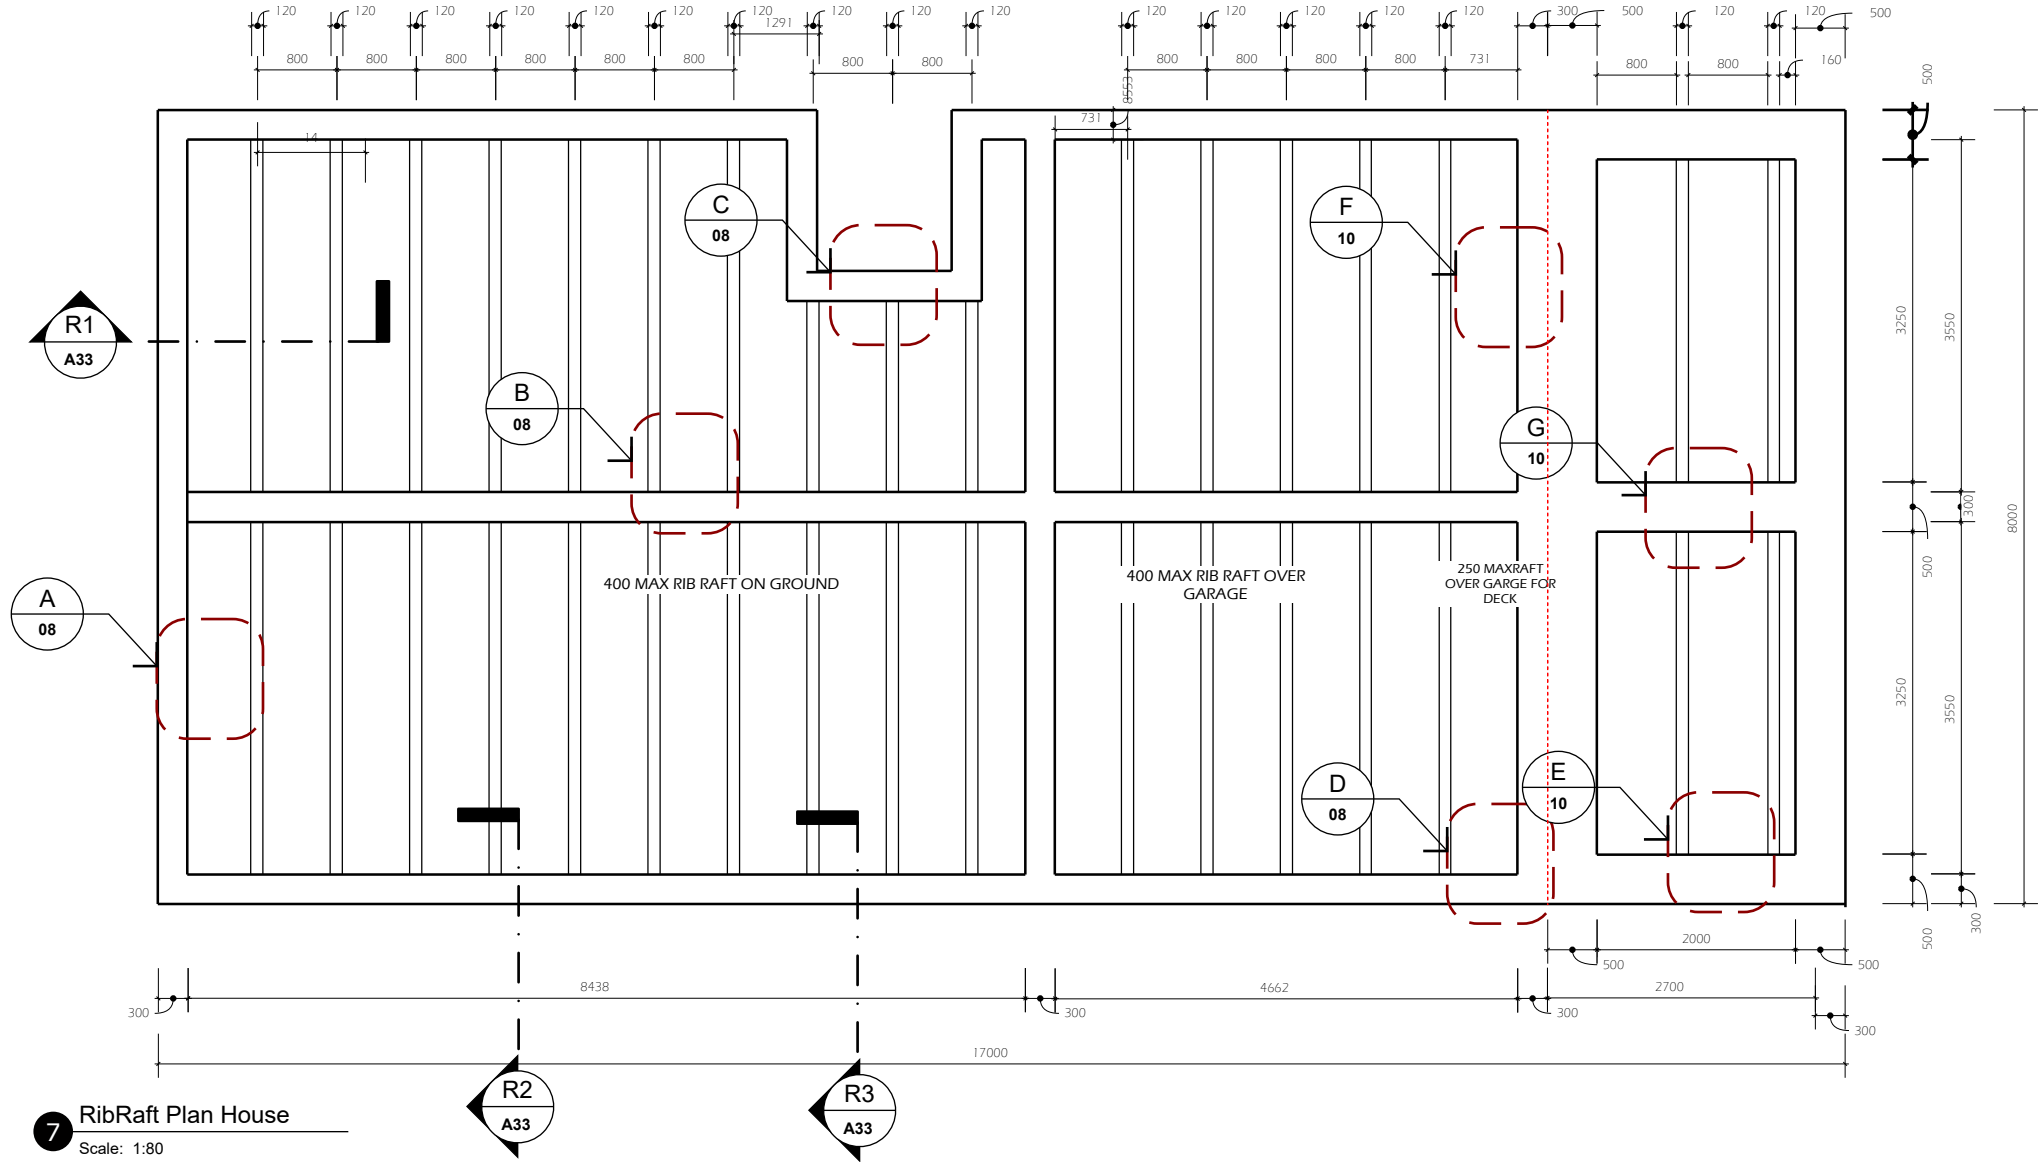 120 120 120 120 120 120 120 120 120 120 120 120 120 120 120 300 500 120 120 500
1291
800 800 800 800 800 800 800 800 800 800 800 800 731 800 800 160
500
8553
731
14
C
08
F
10
3250
3550
R1
A33
B
08
G
10
300
8000
500
400 MAX RIB RAFT ON GROUND
400 MAX RIB RAFT OVER
GARAGE
250 MAXRAFT
OVER GARGE FOR
DECK
A
08
3250
3550
D
08
E
10
500
300
2000
500
500
8438
4662
2700
300
300
300
300
17000
R2
A33
R3
A33
7
RibRaft Plan House
Scale: 1:80